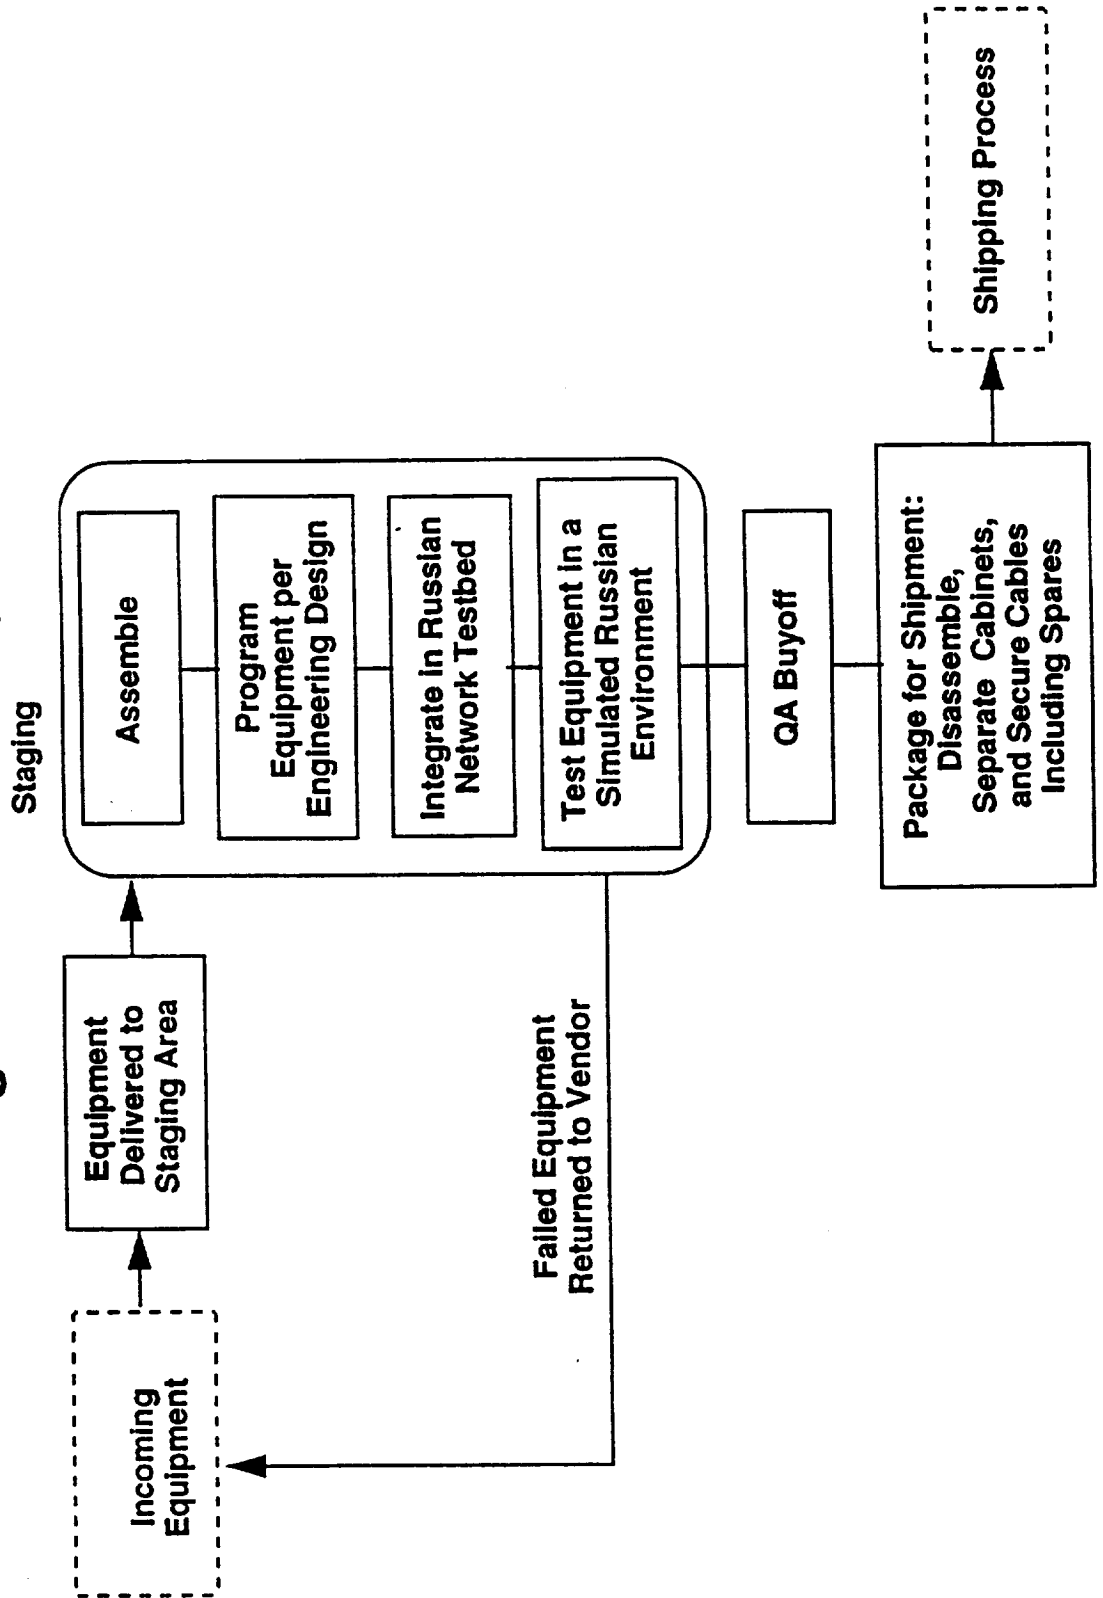 Staging
Incoming
Equipment
Equipment
Delivered to
Staging Area
Assemble
Program
Equipment per
Engineering Design
Integrate in Russian
Network Testbed
Test Equipment in a
Simulated Russian
Environment
Failed Equipment
Returned to Vendor
QA Buyoff
Package for Shipment:
Disassemble,
Separate Cabinets,
and Secure Cables
Including Spares
Shipping Process